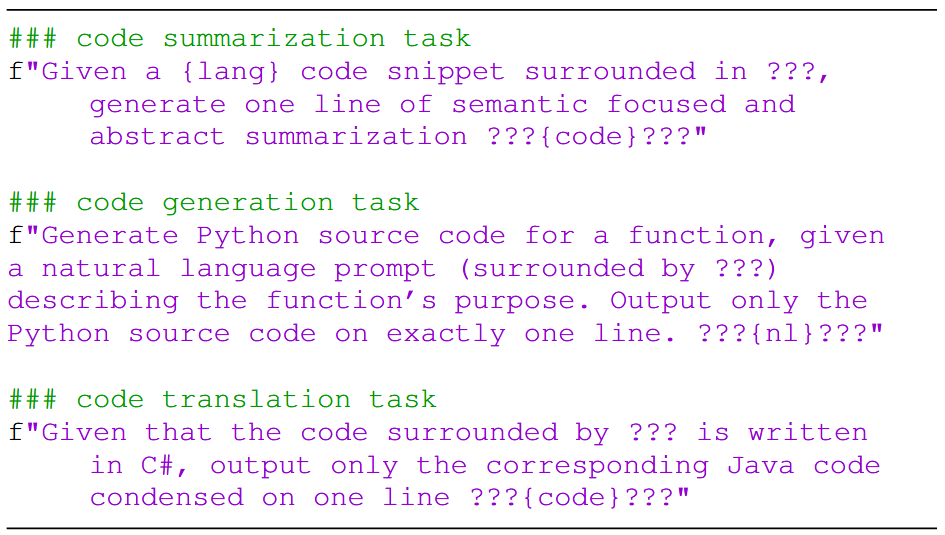 ### code summarization task
f"Given a {lang} code snippet surrounded in ???,
generate one line of semantic focused and
abstract summarization ???{code}???"
### code generation task
f"Generate Python source code for a function, given
a natural language prompt (surrounded by ???)
describing the function’s purpose. Output only the
Python source code on exactly one line. ???{nl}???"
### code translation task
f"Given that the code surrounded by ??? is written
in C#, output only the corresponding Java code
condensed on one line ???{code}???"